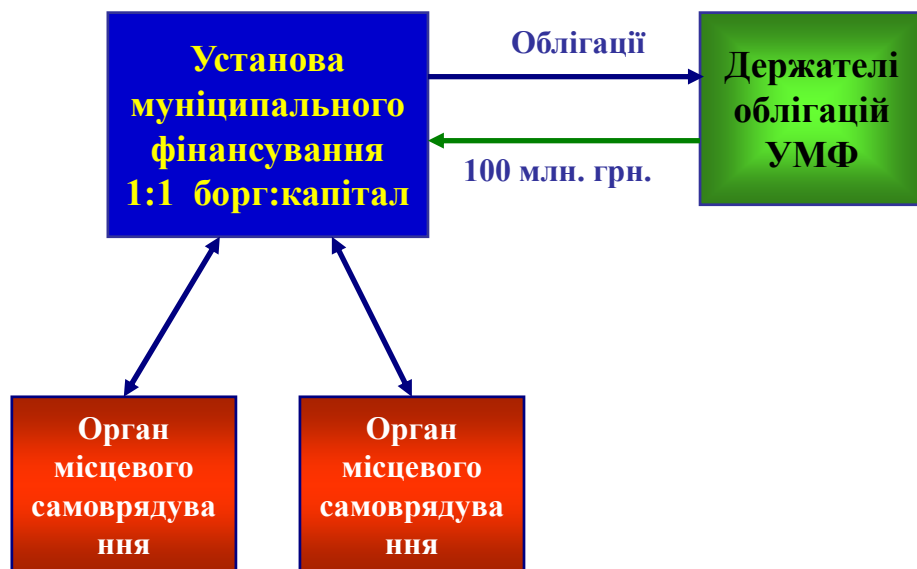 Установа
муніципального
фінансування
1:1 борг:капітал
Облігації
100 млн. грн.
Держателі
облігацій
УМФ
Орган
місцевого
самоврядува
ння
Орган
місцевого
самоврядува
ння